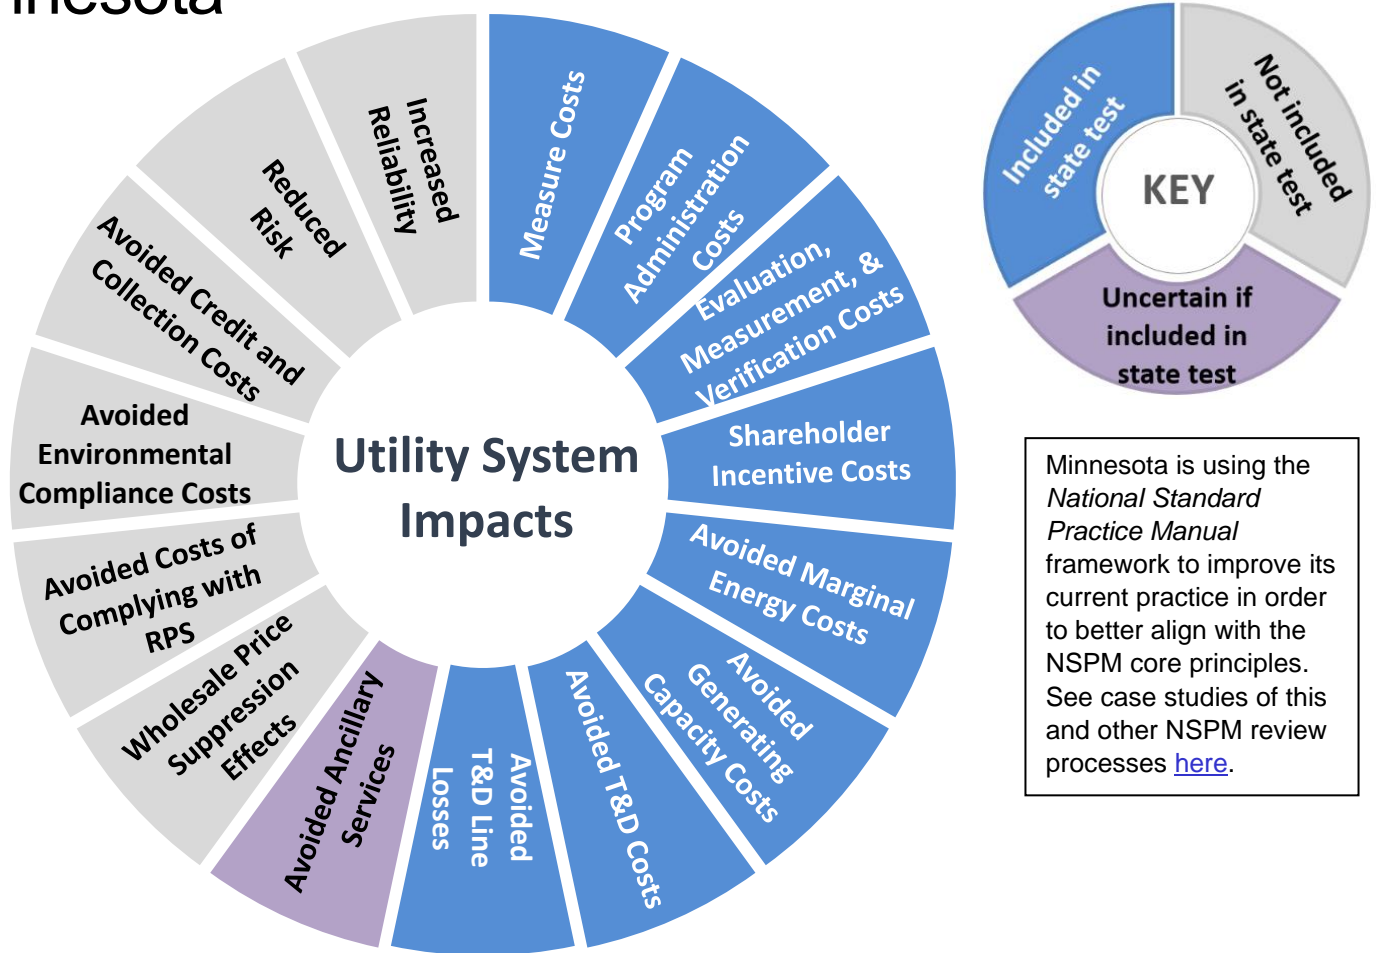 inesota
Measure Costs
Program
Administration
Costs
Evaluation,
Measurement, &
Verification Costs
Shareholder
Incentive Costs
Avoided Marginal
Energy Costs
Avoided
Generating
Capacity Costs
Avoided T&D Costs
Avoided
T&D Line
Losses
Avoided Ancillary
Services
Wholesale Price
Suppression
Effects
Avoided Costs of
Complying with
RPS
Avoided
Environmental
Compliance Costs
Avoided Credit and
Collection Costs
Reduced
Risk
Increased
Reliability
Utility System
Impacts
Included in
state test
Not included
in state test
KEY
Uncertain if
included in
state test
Minnesota is using the
National Standard
Practice Manual
framework to improve its
current practice in order
to better align with the
NSPM core principles.
See case studies of this
and other NSPM review
processes here.